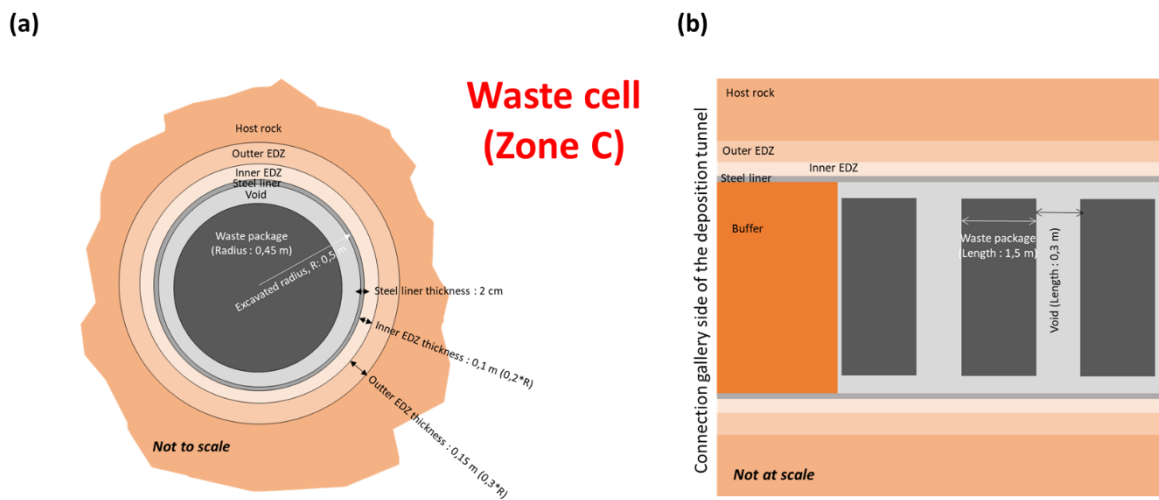 (a)
Waste cell
(Zone C)
Host rock
Outter EDZ
Inner EDZ
Steel liner
Void
Waste package
(Radius : 0,45 m)
Excavated radius, R: 0,5 m
Steel liner thickness : 2 cm
Inner EDZ thickness : 0,1 m (0,2*R)
Outter EDZ thickness : 0,15 m (0,3*R)
Not to scale
(b)
Connection gallery side of the deposition tunnel
Host rock
Outer EDZ
Inner EDZ
Steel liner
Buffer
Waste package
(Length : 1,5 m)
Void (Length : 0,3 m)
Not at scale